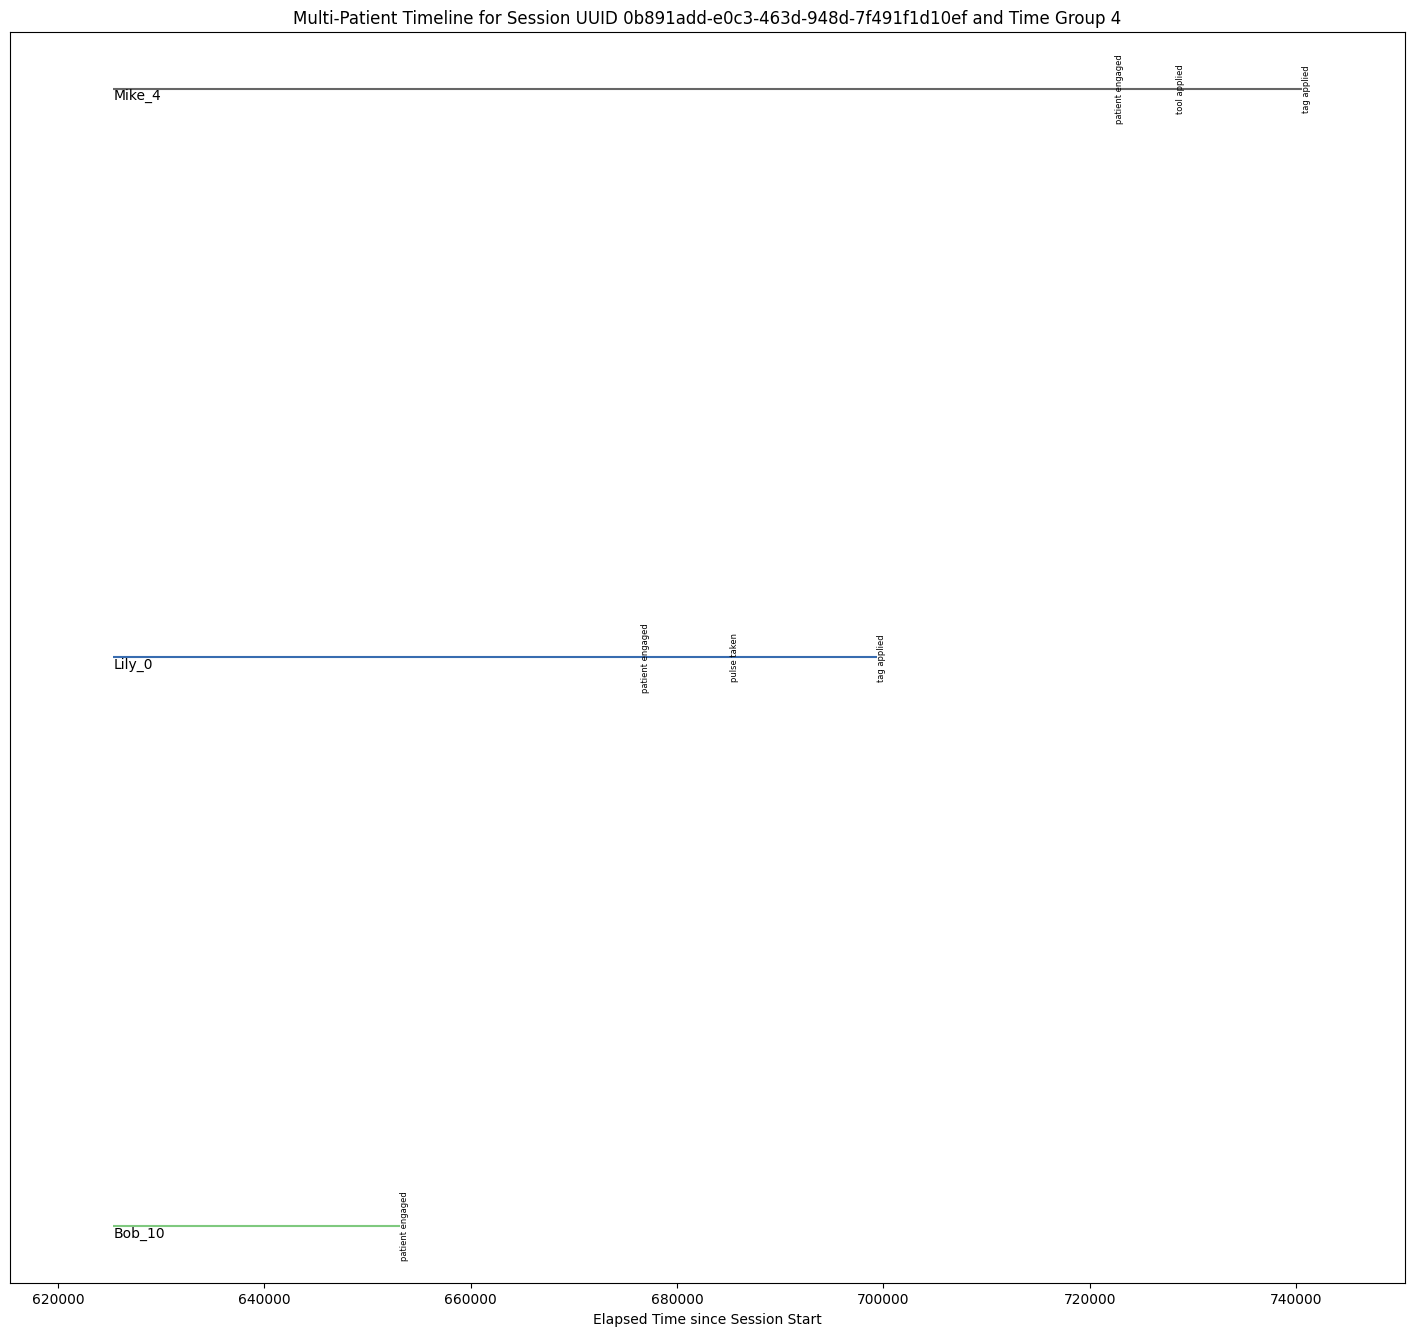 Multi-Patient Timeline for Session UUID 0b891add-e0c3-463d-948d-7f491f1d10ef and Time Group 4
Mike_4
patient engaged
tool applied
tag applied
Lily_0
patient engaged
pulse taken
tag applied
Bob_10
patient engaged
620000 640000 660000 680000 700000 720000 740000
Elapsed Time since Session Start